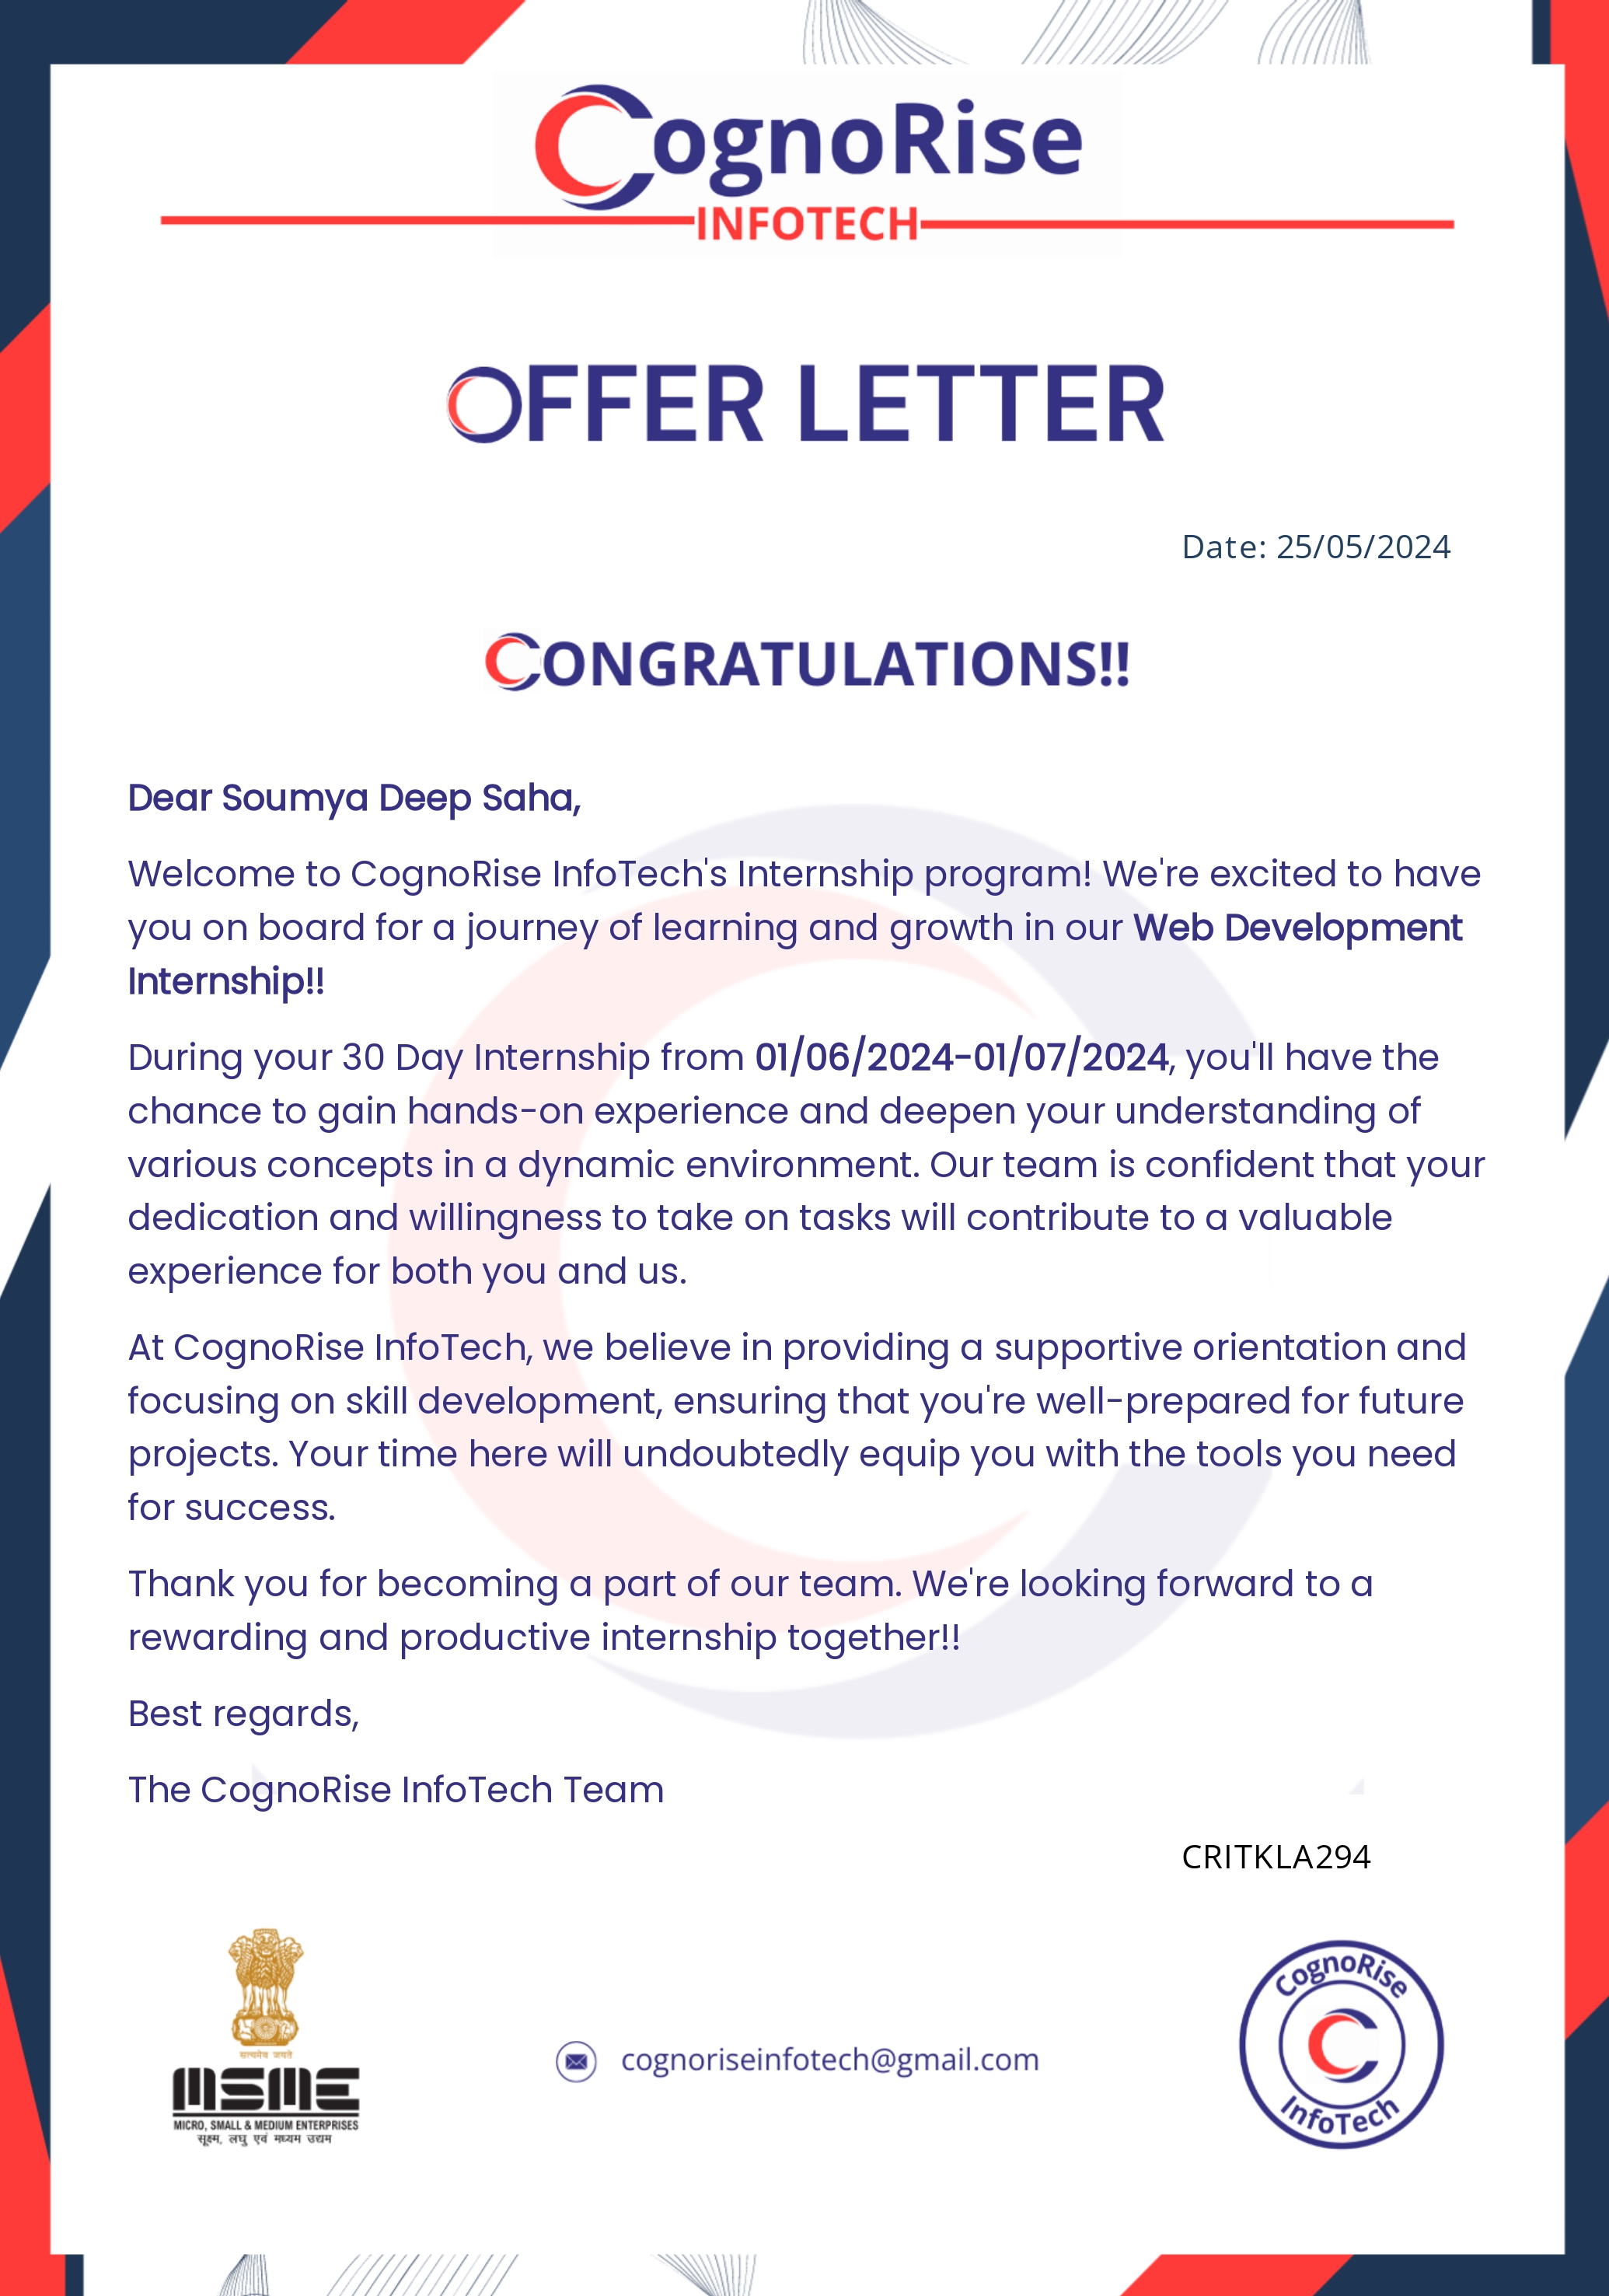 CognoRise
INFOTECH
OFFER LETTER
Date: 25/05/2024
CONGRATULATIONS!!
Dear Soumya Deep Saha,
Welcome to CognoRise InfoTech's Internship program! We're excited to have
you on board for a journey of learning and growth in our Web Development
Internship!!
During your 30 Day Internship from 01/06/2024-01/07/2024, you'll have the
chance to gain hands-on experience and deepen your understanding of
various concepts in a dynamic environment. Our team is confident that your
dedication and willingness to take on tasks will contribute to a valuable
experience for both you and us.
At CognoRise InfoTech, we believe in providing a supportive orientation and
focusing on skill development, ensuring that you're well-prepared for future
projects. Your time here will undoubtedly equip you with the tools you need
for success.
Thank you for becoming a part of our team. We're looking forward to a
rewarding and productive internship together!!
Best regards,
The CognoRise InfoTech Team
CRITKLA294
सत्यमेव जयते
MSME
MICRO, SMALL & MEDIUM ENTERPRISES
सूक्ष्म, लघु एवं मध्यम उद्यम
cognoriseinfotech@gmail.com
CognoRise
C
InfoTech